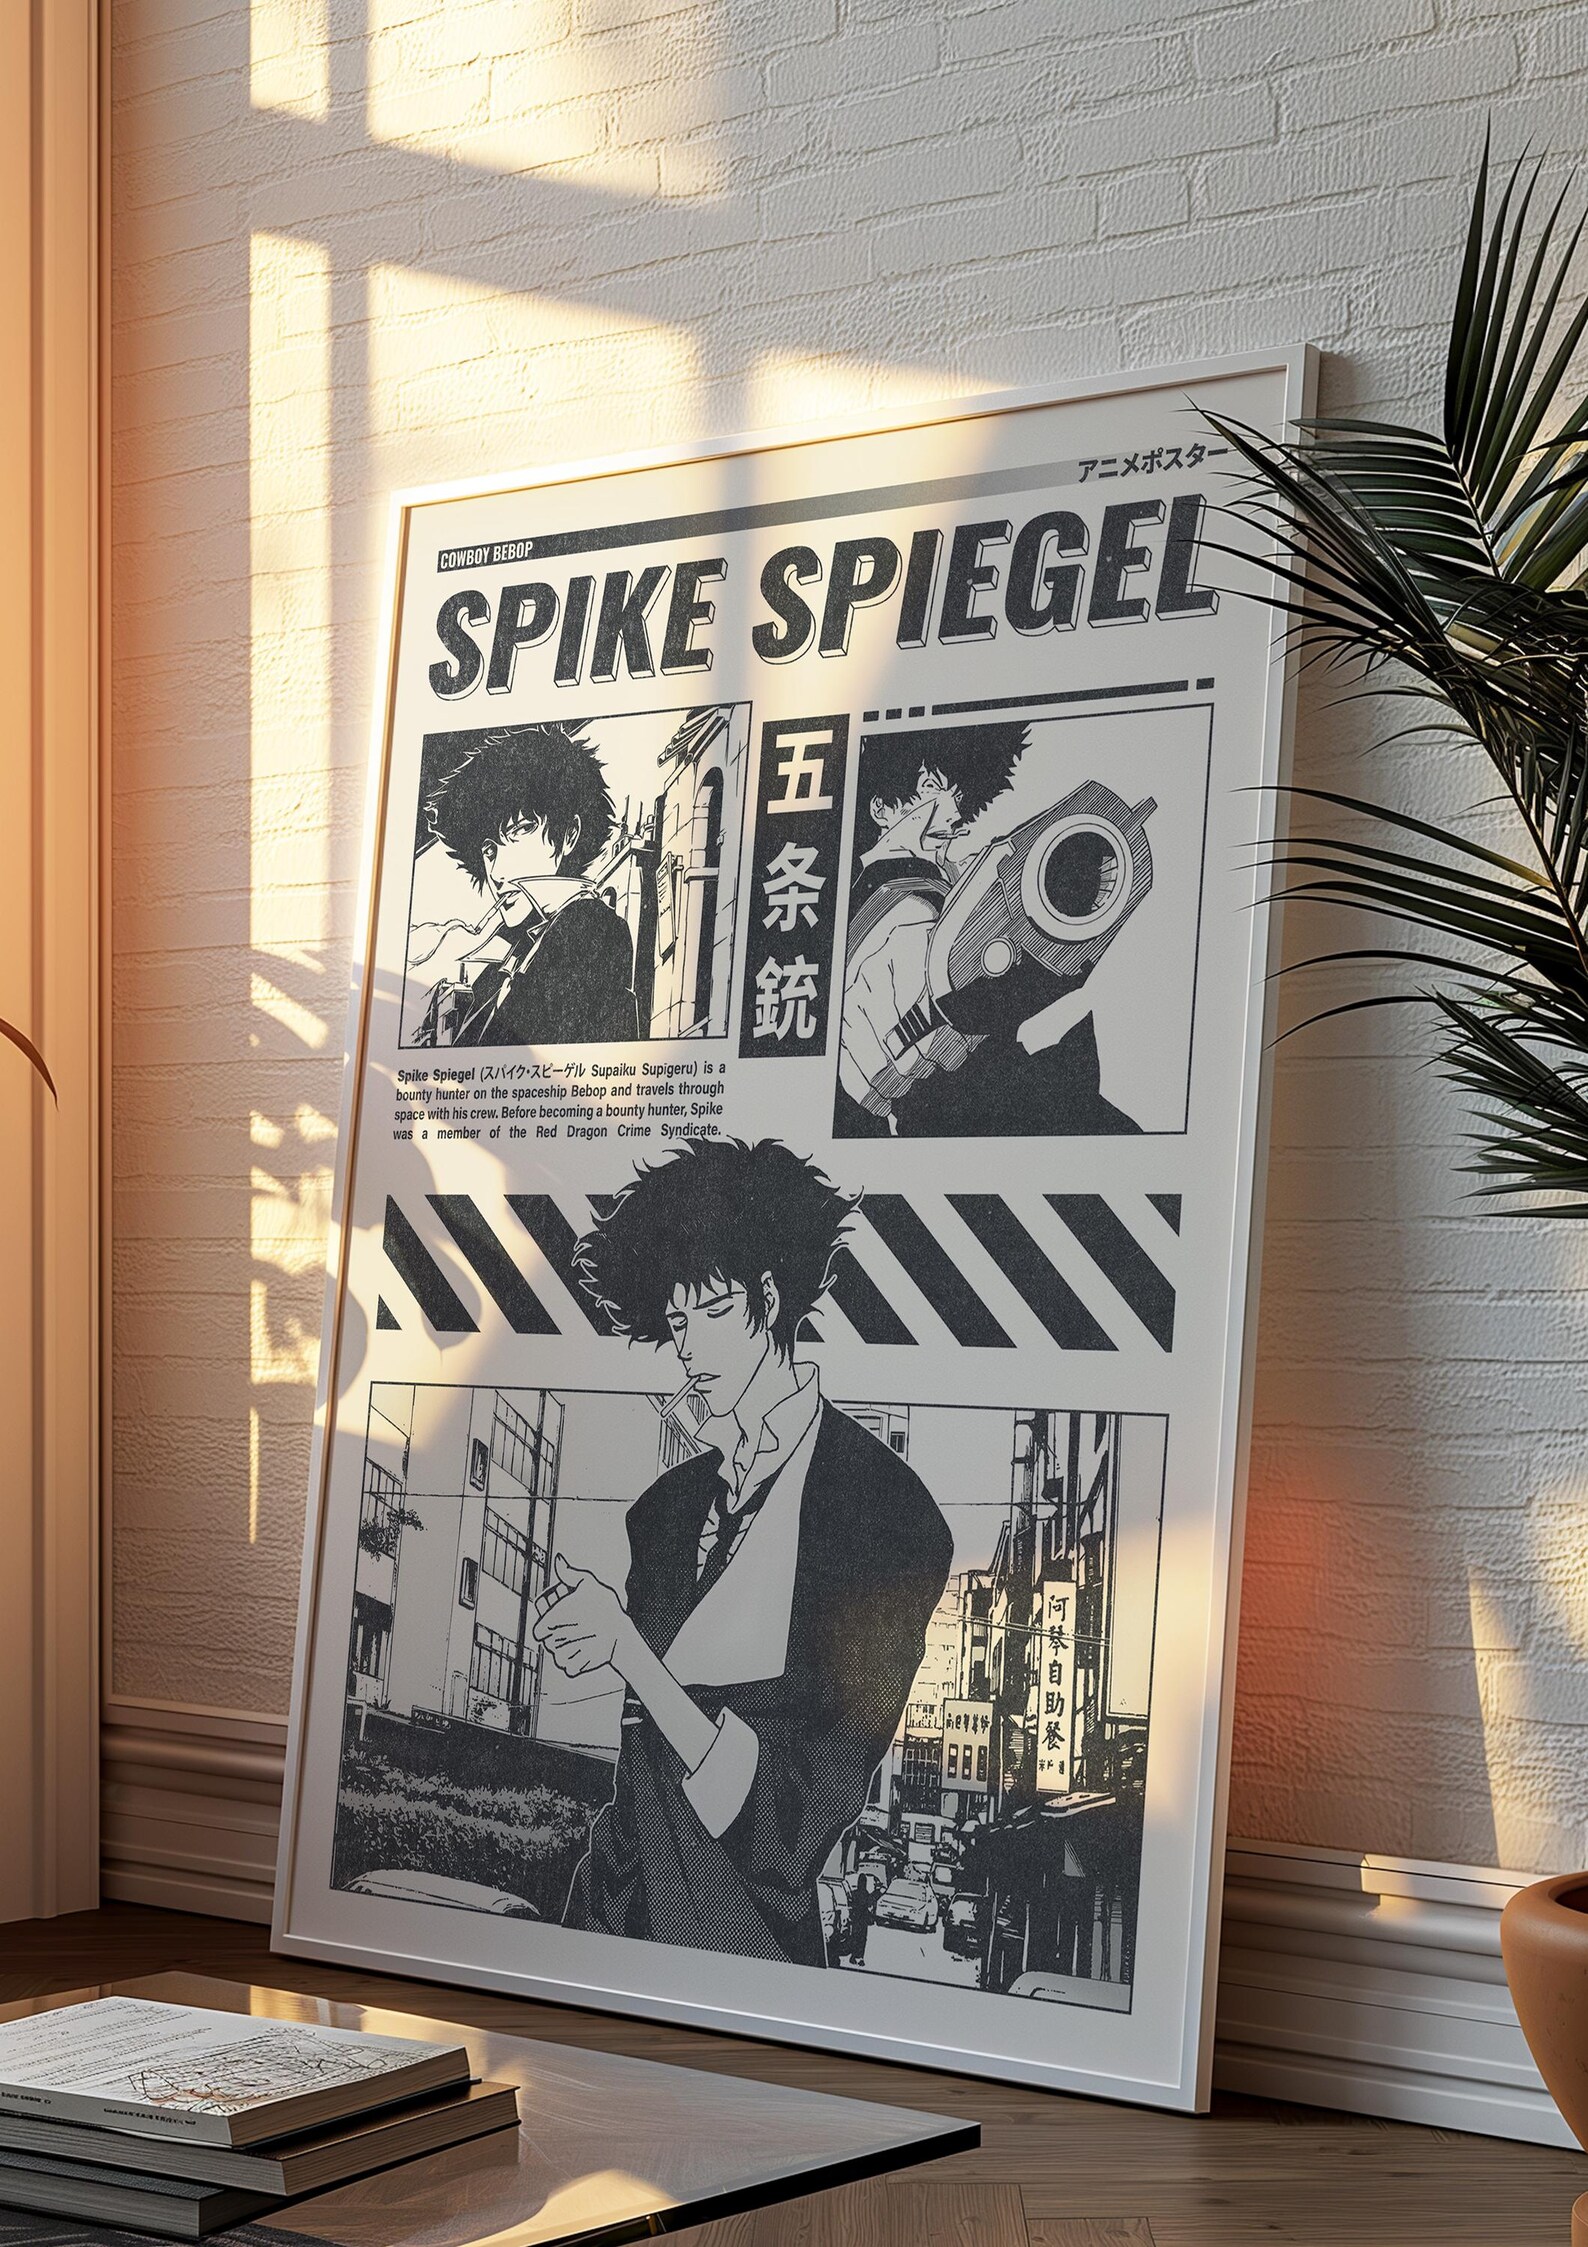 アニメポスター
COWBOY BEBOP
SPIKE SPIEGEL
五条銃
Spike Spiegel (スパイク・スピーゲル Supaiku Supīgeru) is a
bounty hunter on the spaceship Bebop and travels through
space with his crew. Before becoming a bounty hunter, Spike
was a member of the Red Dragon Crime Syndicate.
阿琴自助餐